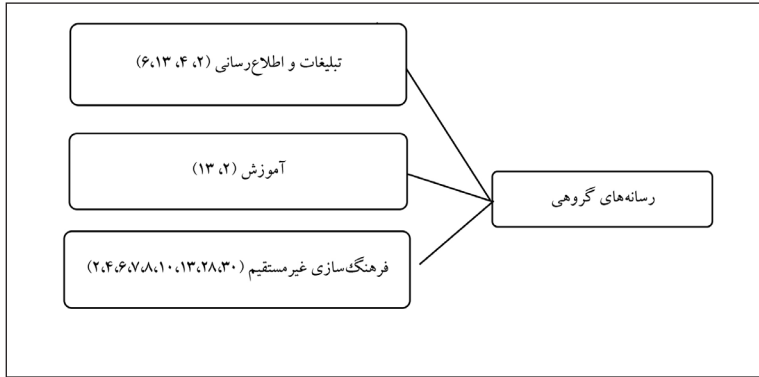 تبلیغات و اطلاع‌رسانی (۲، ۴، ۶،۱۳)
آموزش (۲، ۱۳)
رسانه‌های گروهی
فرهنگ‌سازی غیرمستقیم (۲،۴،۶،۷،۸،۱۰،۱۳،۲۸،۳۰)